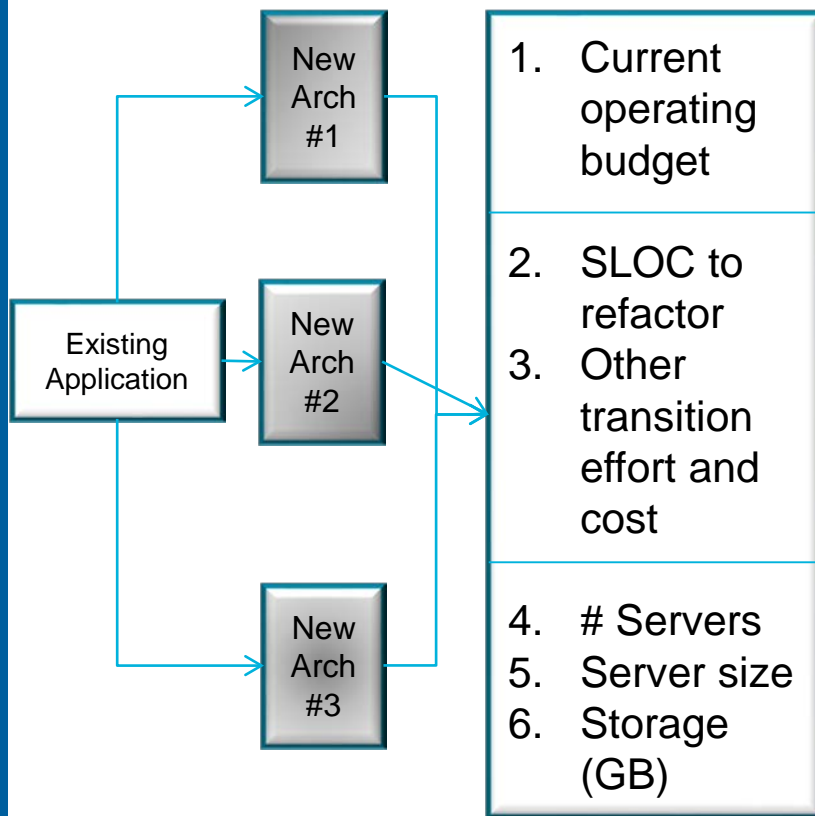 New
Arch
#1
Existing
Application
New
Arch
#2
New
Arch
#3
1. Current
operating
budget
2. SLOC to
refactor
3. Other
transition
effort and
cost
4. # Servers
5. Server size
6. Storage
(GB)